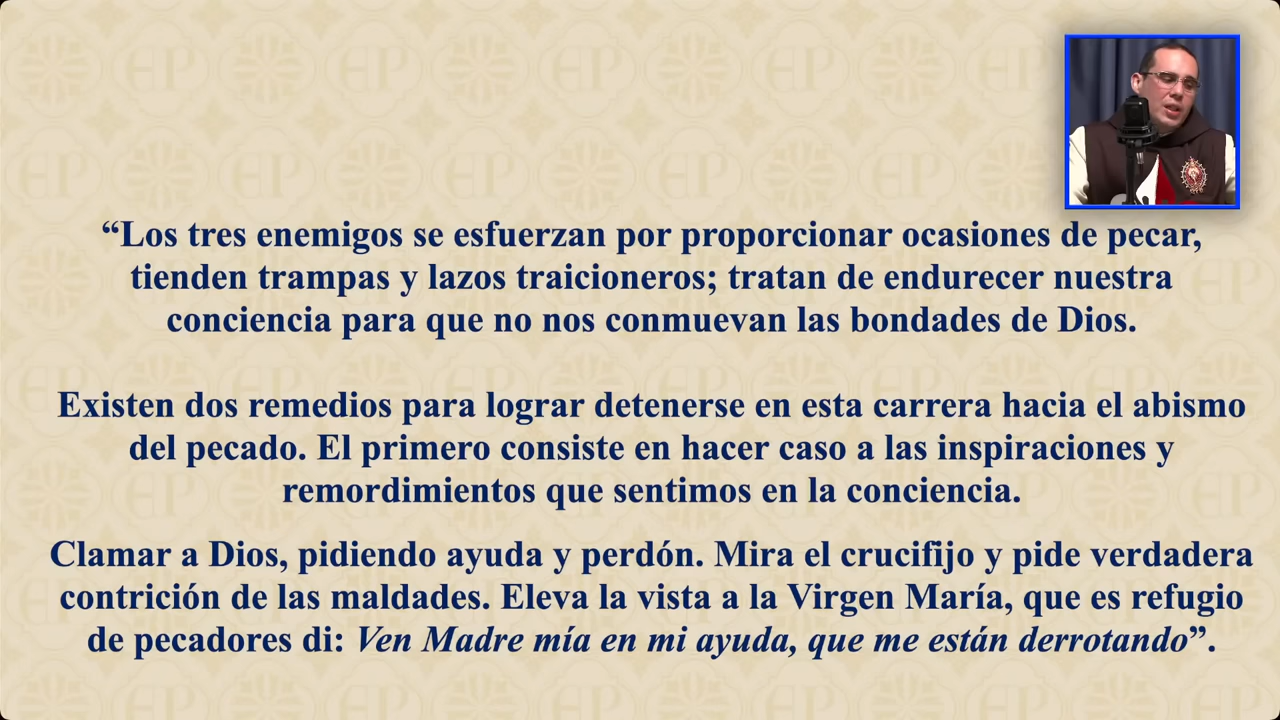 “Los tres enemigos se esfuerzan por proporcionar ocasiones de pecar,
tienden trampas y lazos traicioneros; tratan de endurecer nuestra
conciencia para que no nos conmuevan las bondades de Dios.
Existen dos remedios para lograr detenerse en esta carrera hacia el abismo
del pecado. El primero consiste en hacer caso a las inspiraciones y
remordimientos que sentimos en la conciencia.
Clamar a Dios, pidiendo ayuda y perdón. Mira el crucifijo y pide verdadera
contrición de las maldades. Eleva la vista a la Virgen María, que es refugio
de pecadores di: Ven Madre mía en mi ayuda, que me están derrotando”.